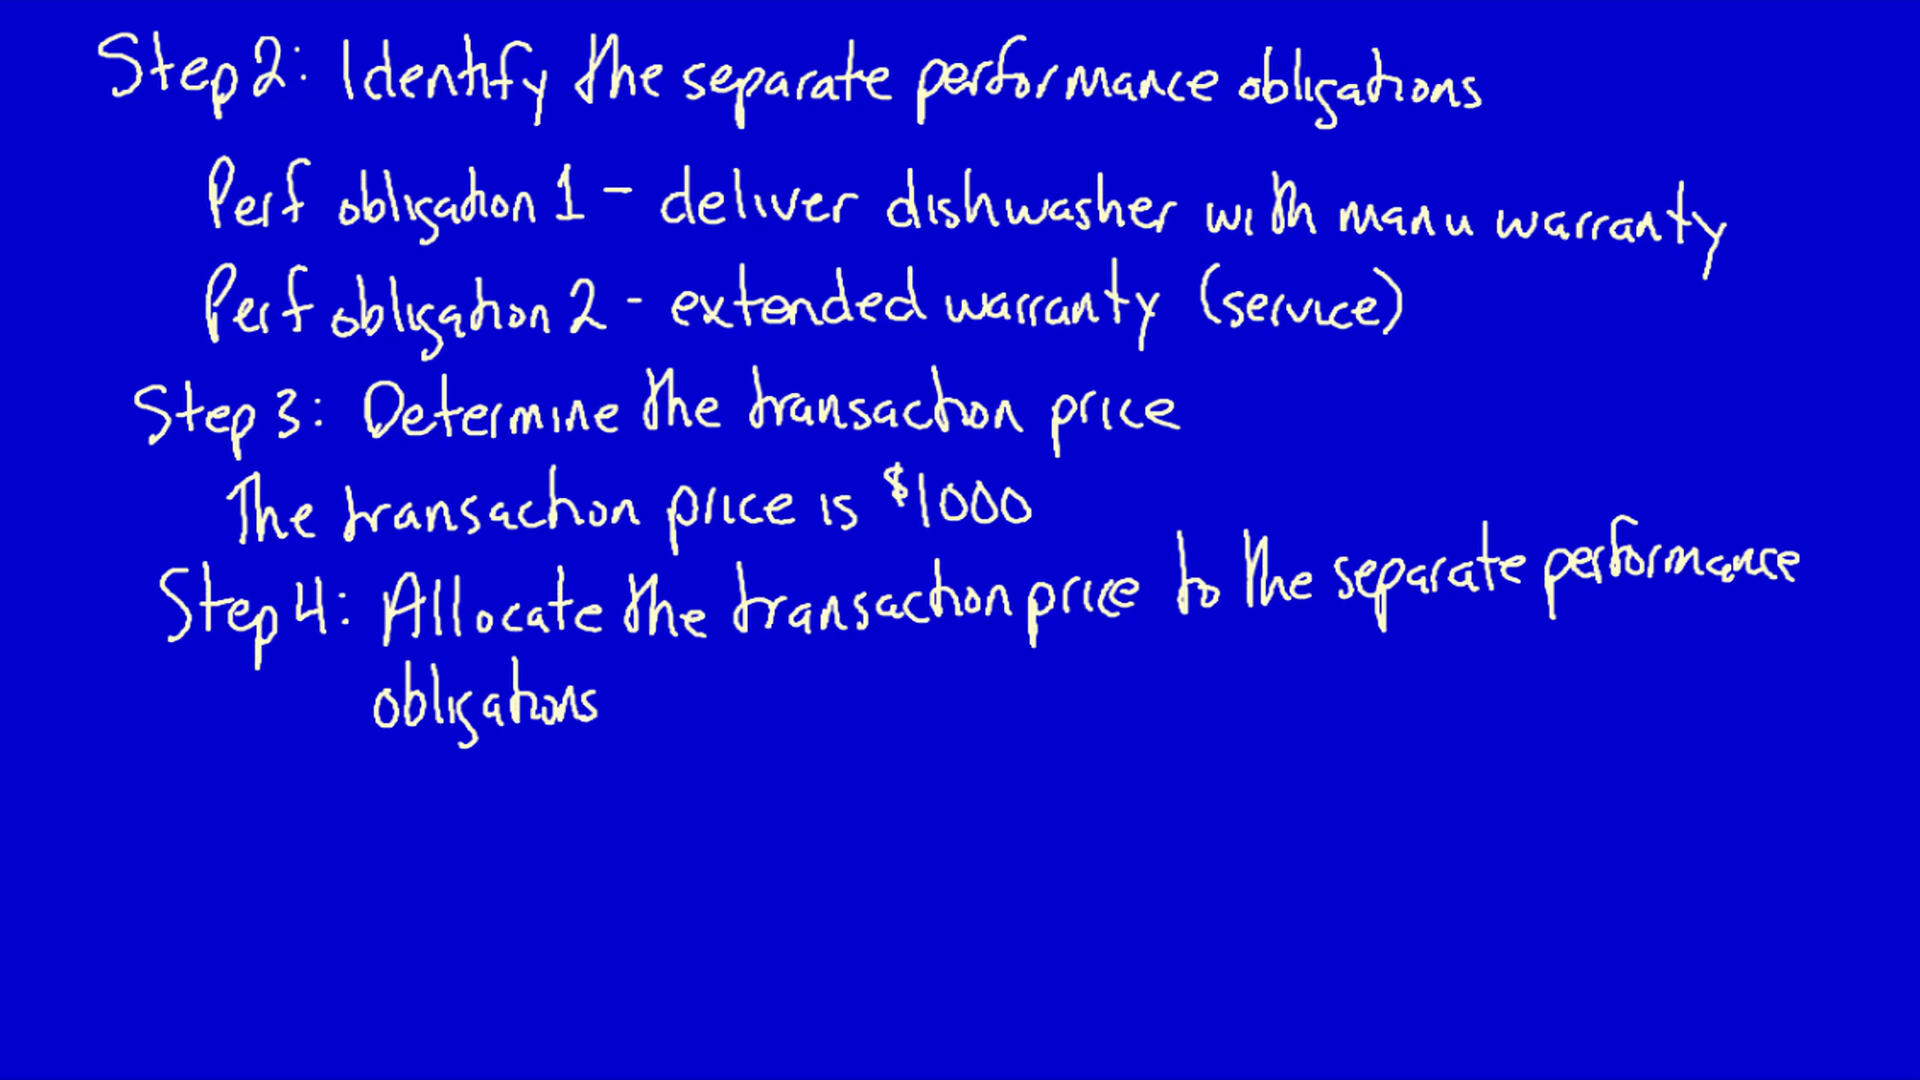 Step 2: Identify the separate performance obligations
Perf obligation 1 - deliver dishwasher with manu warranty
Perf obligation 2 - extended warranty (service)
Step 3: Determine the transaction price
The transaction price is $1000
Step 4: Allocate the transaction price to the separate performance
obligations